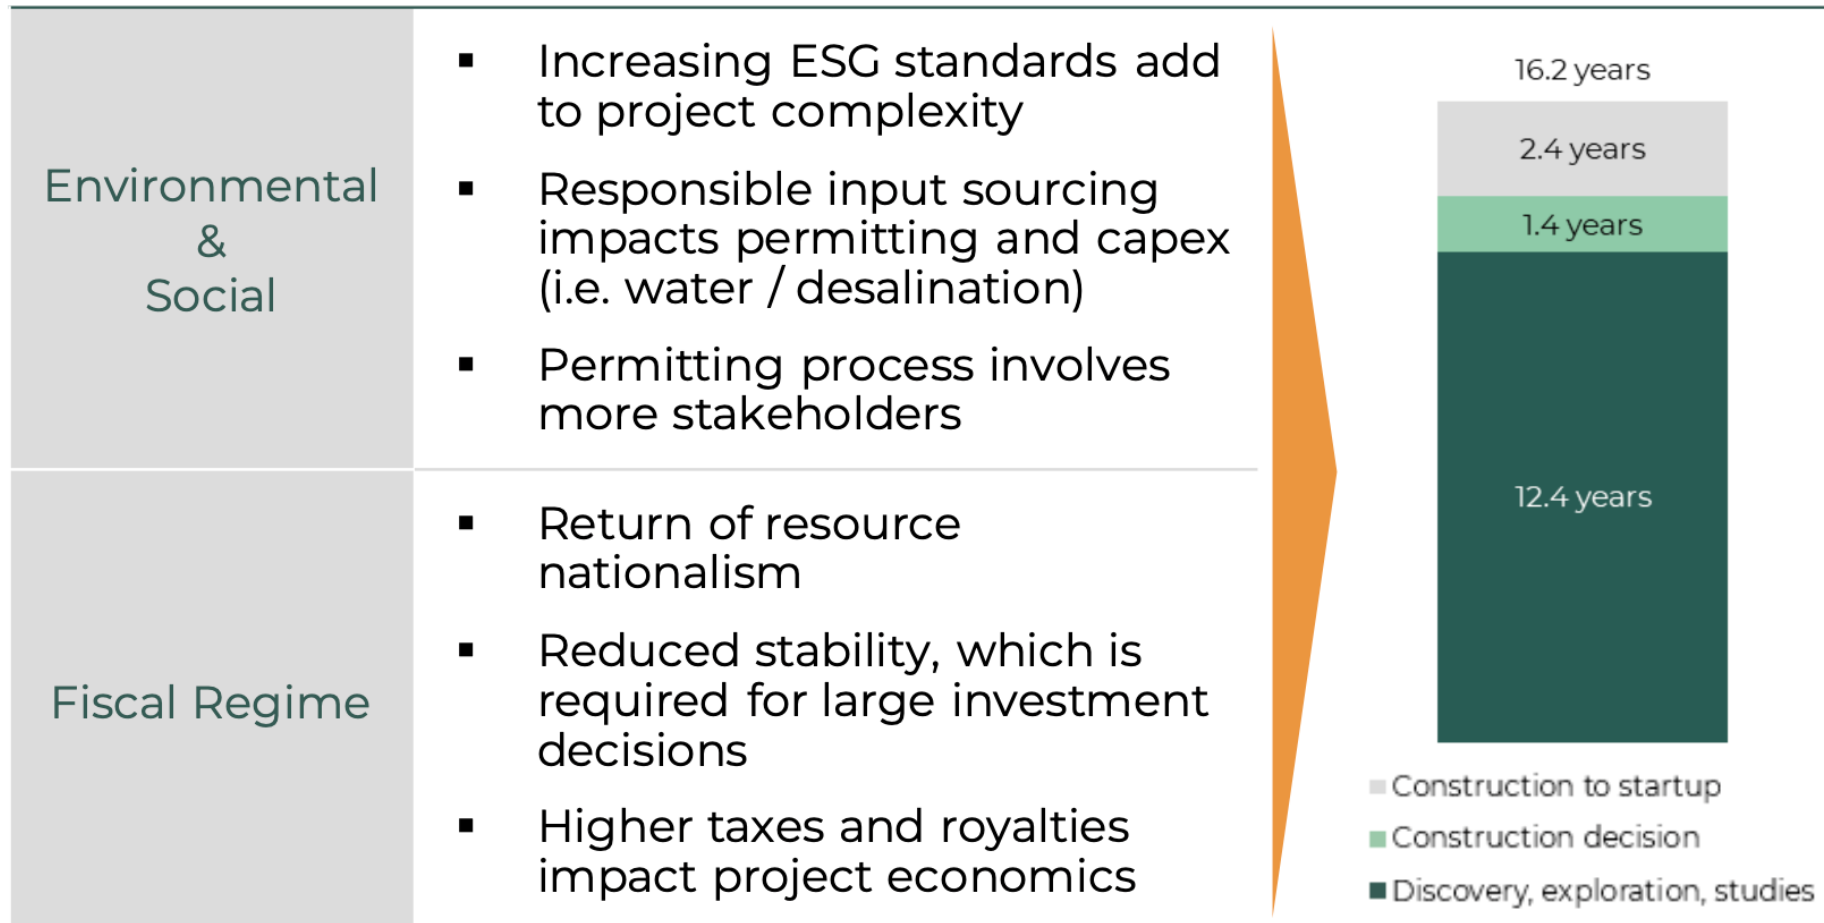 Environmental
&
Social
▪ Increasing ESG standards add
to project complexity
▪ Responsible input sourcing
impacts permitting and capex
(i.e. water / desalination)
▪ Permitting process involves
more stakeholders
Fiscal Regime
▪ Return of resource
nationalism
▪ Reduced stability, which is
required for large investment
decisions
▪ Higher taxes and royalties
impact project economics
16.2 years
2.4 years
1.4 years
12.4 years
Construction to startup
Construction decision
Discovery, exploration, studies